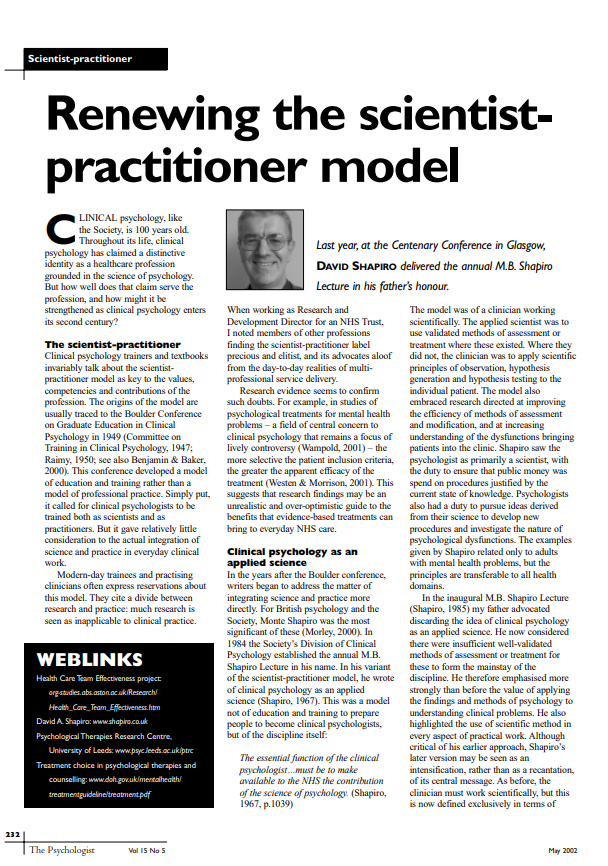 Scientist-practitioner
Renewing the scientist-
practitioner model
CLINICAL psychology, like
the Society, is 100 years old.
Throughout its life, clinical
psychology has claimed a distinctive
identity as a healthcare profession
grounded in the science of psychology.
But how well does that claim serve the
profession, and how might it be
strengthened as clinical psychology enters
its second century?
The scientist-practitioner
Clinical psychology trainers and textbooks
invariably talk about the scientist-
practitioner model as key to the values,
competencies and contributions of the
profession. The origins of the model are
usually traced to the Boulder Conference
on Graduate Education in Clinical
Psychology in 1949 (Committee on
Training in Clinical Psychology, 1947;
Rainy, 1950; see also Benjamin & Baker,
2000). This conference developed a model
of education and training rather than a
model of professional practice. Simply put,
it called for clinical psychologists to be
trained both as scientists and as
practitioners. But it gave relatively little
consideration to the actual integration of
science and practice in everyday clinical
work.
Modern-day trainees and practising
clinicians often express reservations about
this model. They cite a divide between
research and practice: much research is
seen as inapplicable to clinical practice.
WEBLINKS
Health Care Team Effectiveness project:
org-studies.abs.aston.ac.uk/Research/
Health_Care_Team_Effectiveness.htm
David A. Shapiro: www.shapiro.co.uk
Psychological Therapies Research Centre,
University of Leeds: www.psyc.leeds.ac.uk/ptrc
Treatment choice in psychological therapies and
counselling: www.doh.gov.uk/mentalhealth/
treatmentguideline/treatment.pdf
Last year, at the Centenary Conference in Glasgow,
DAVID SHAPIRO delivered the annual M.B. Shapiro
Lecture in his father's honour.
When working as Research and
Development Director for an NHS Trust,
I noted members of other professions
finding the scientist-practitioner label
precious and elitist, and its advocates aloof
from the day-to-day realities of multi-
professional service delivery.
Research evidence seems to confirm
such doubts. For example, in studies of
psychological treatments for mental health
problems – a field of central concern to
clinical psychology that remains a focus of
lively controversy (Wampold, 2001) – the
more selective the patient inclusion criteria,
the greater the apparent efficacy of the
treatment (Westen & Morrison, 2001). This
suggests that research findings may be an
unrealistic and over-optimistic guide to the
benefits that evidence-based treatments can
bring to everyday NHS care.
Clinical psychology as an
applied science
In the years after the Boulder conference,
writers began to address the matter of
integrating science and practice more
directly. For British psychology and the
Society, Monte Shapiro was the most
significant of these (Morley, 2000). In
1984 the Society's Division of Clinical
Psychology established the annual M.B.
Shapiro Lecture in his name. In his variant
of the scientist-practitioner model, he wrote
of clinical psychology as an applied
science (Shapiro, 1967). This was a model
not of education and training to prepare
people to become clinical psychologists,
but of the discipline itself:
The essential function of the clinical
psychologist…must be to make
available to the NHS the contribution
of the science of psychology. (Shapiro,
1967, p.1039)
The model was of a clinician working
scientifically. The applied scientist was to
use validated methods of assessment or
treatment where these existed. Where they
did not, the clinician was to apply scientific
principles of observation, hypothesis
generation and hypothesis testing to the
individual patient. The model also
embraced research directed at improving
the efficiency of methods of assessment
and modification, and at increasing
understanding of the dysfunctions bringing
patients into the clinic. Shapiro saw the
psychologist as primarily a scientist, with
the duty to ensure that public money was
spent on procedures justified by the
current state of knowledge. Psychologists
also had a duty to pursue ideas derived
from their science to develop new
procedures and investigate the nature of
psychological dysfunctions. The examples
given by Shapiro related only to adults
with mental health problems, but the
principles are transferable to all health
domains.
In the inaugural M.B. Shapiro Lecture
(Shapiro, 1985) my father advocated
discarding the idea of clinical psychology
as an applied science. He now considered
there were insufficient well-validated
methods of assessment or treatment for
these to form the mainstay of the
discipline. He therefore emphasised more
strongly than before the value of applying
the findings and methods of psychology to
understanding clinical problems. He also
highlighted the use of scientific method in
every aspect of practical work. Although
critical of his earlier approach, Shapiro's
later version may be seen as an
intensification, rather than as a recantation,
of its central message. As before, the
clinician must work scientifically, but this
is now defined exclusively in terms of
232
The Psychologist Vol 15 No 5 May 2002